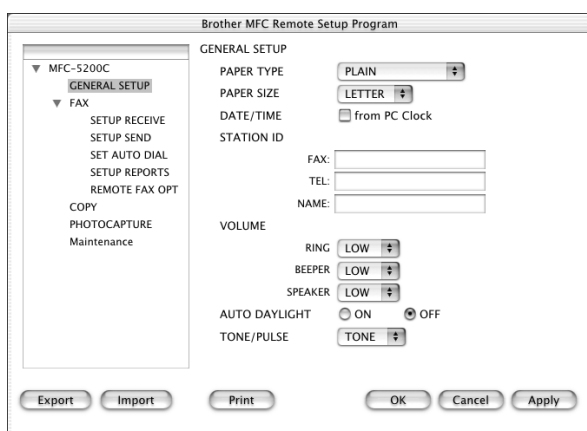 Brother MFC Remote Setup Program
MFC-5200C
GENERAL SETUP
FAX
SETUP RECEIVE
SETUP SEND
SET AUTO DIAL
SETUP REPORTS
REMOTE FAX OPT
COPY
PHOTOCAPTURE
Maintenance
GENERAL SETUP
PAPER TYPE PLAIN
PAPER SIZE LETTER
DATE/TIME from PC Clock
STATION ID
FAX:
TEL:
NAME:
VOLUME
RING LOW
BEEPER LOW
SPEAKER LOW
AUTO DAYLIGHT ON OFF
TONE/PULSE TONE
Export Import Print OK Cancel Apply